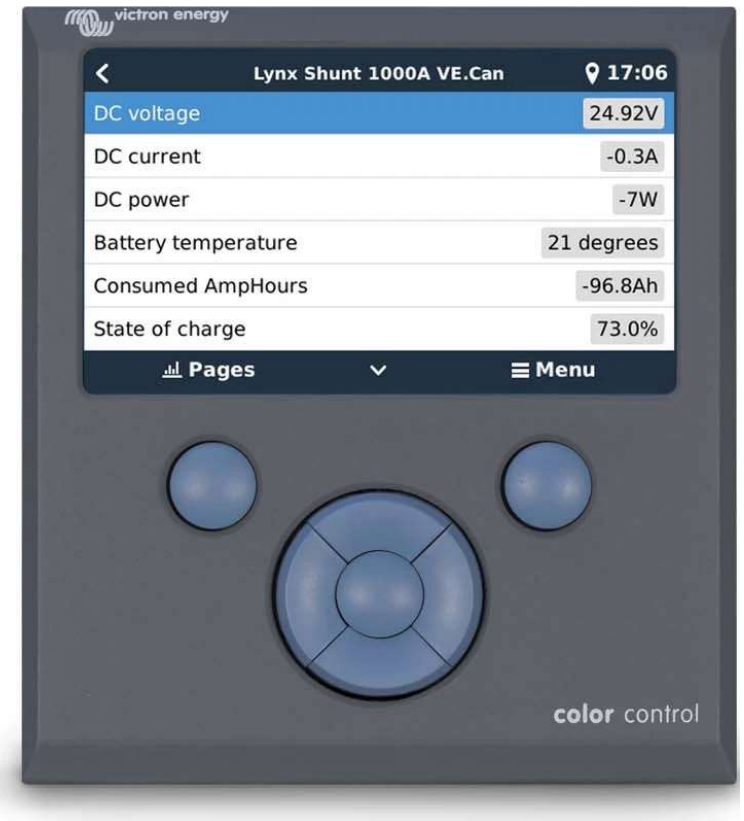 victron energy
Lynx Shunt 1000A VE.Can 17:06
DC voltage 24.92V
DC current -0.3A
DC power -7W
Battery temperature 21 degrees
Consumed AmpHours -96.8Ah
State of charge 73.0%
Pages Menu
color control